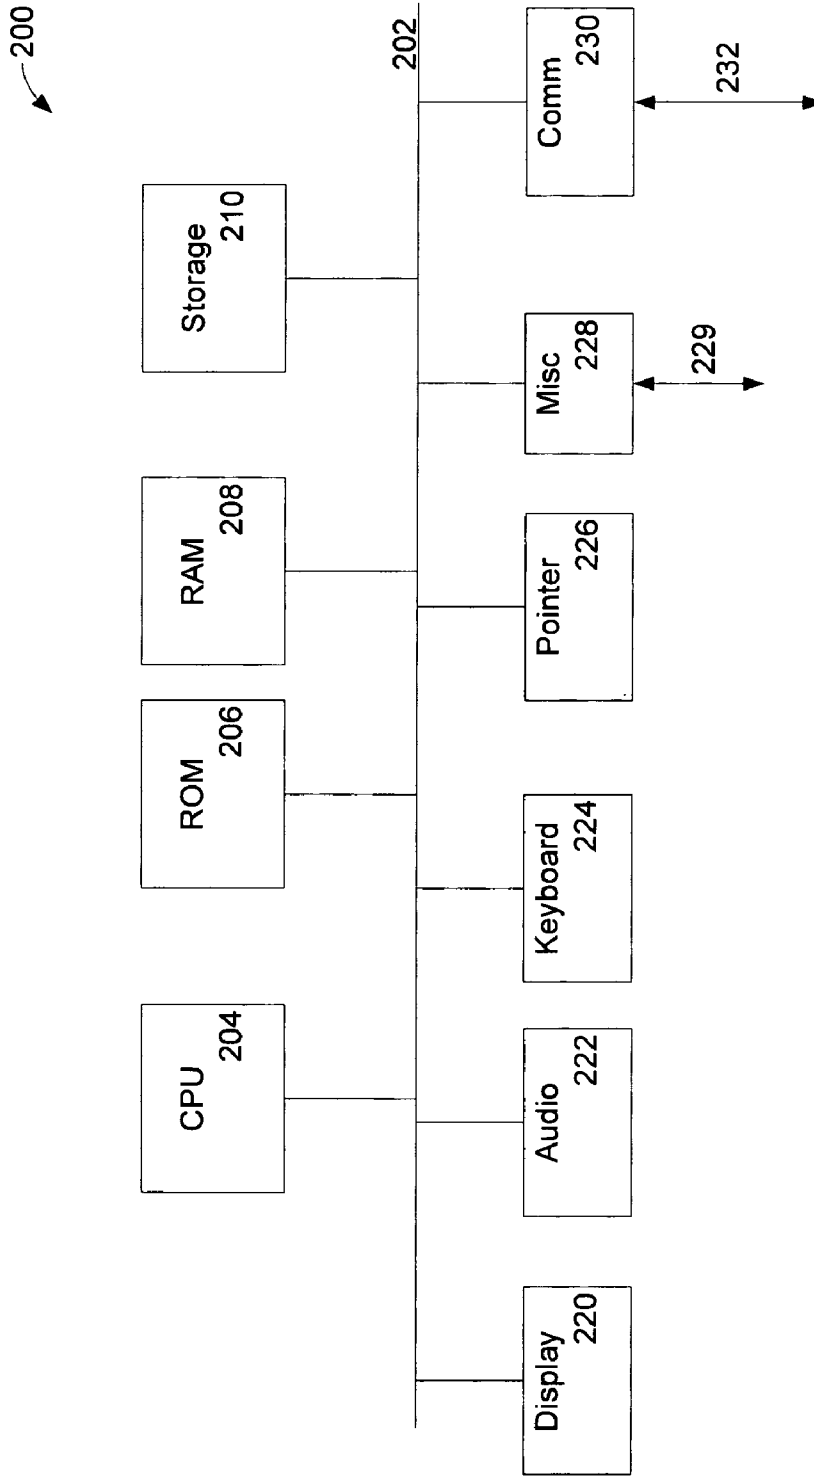 200
CPU
204
ROM
206
RAM
208
Storage
210
202
Display
220
Audio
222
Keyboard
224
Pointer
226
Misc
228
Comm
230
229
232